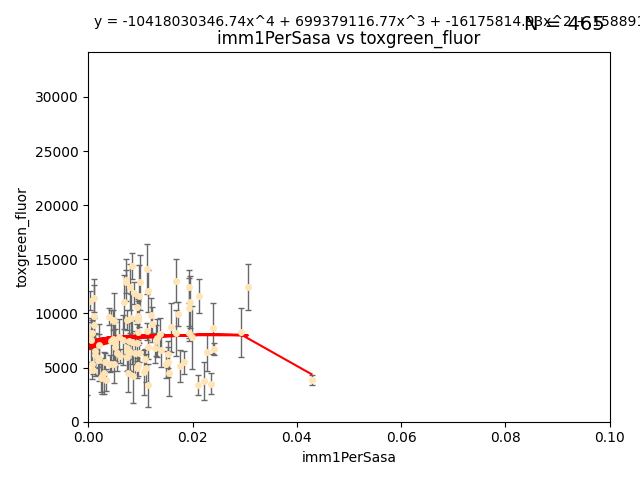 y = -10418030346.74x^4 + 699379116.77x^3 + -16175814.
N = 465
imm1PerSasa vs toxgreen_fluor
toxgreen_fluor
30000
25000
20000
15000
10000
5000
0
0.00 0.02 0.04 0.06 0.08 0.10
imm1PerSasa